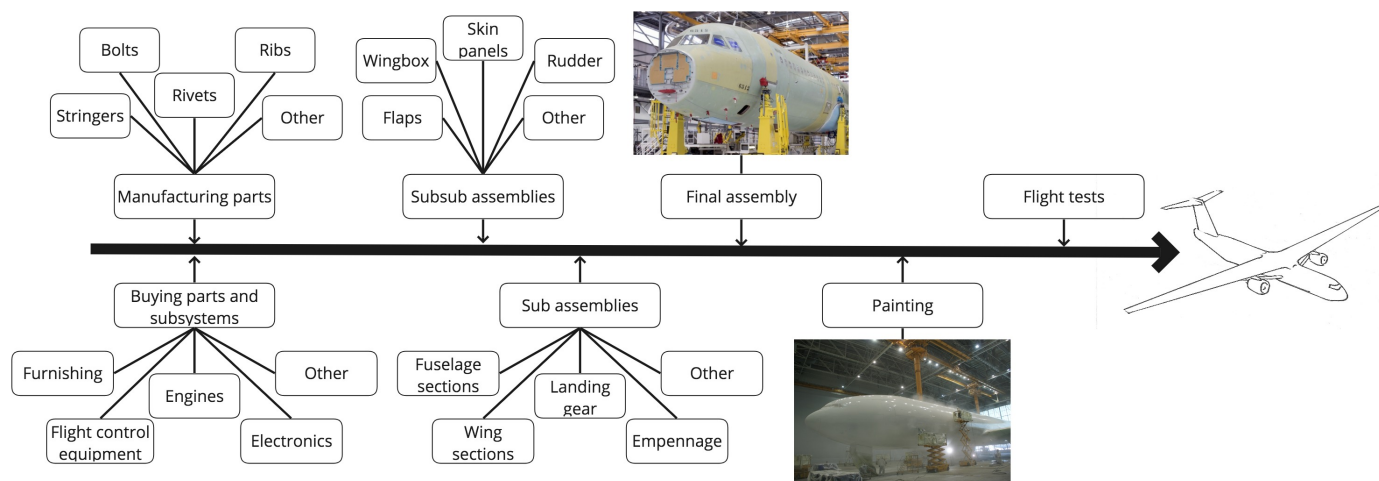 Bolts
Ribs
Rivets
Stringers
Other
Manufacturing parts
Skin
panels
Wingbox
Rudder
Flaps
Other
Subsub assemblies
Final assembly
Flight tests
Buying parts and
subsystems
Furnishing
Engines
Other
Flight control
equipment
Electronics
Sub assemblies
Fuselage
sections
Landing
gear
Other
Wing
sections
Empennage
Painting